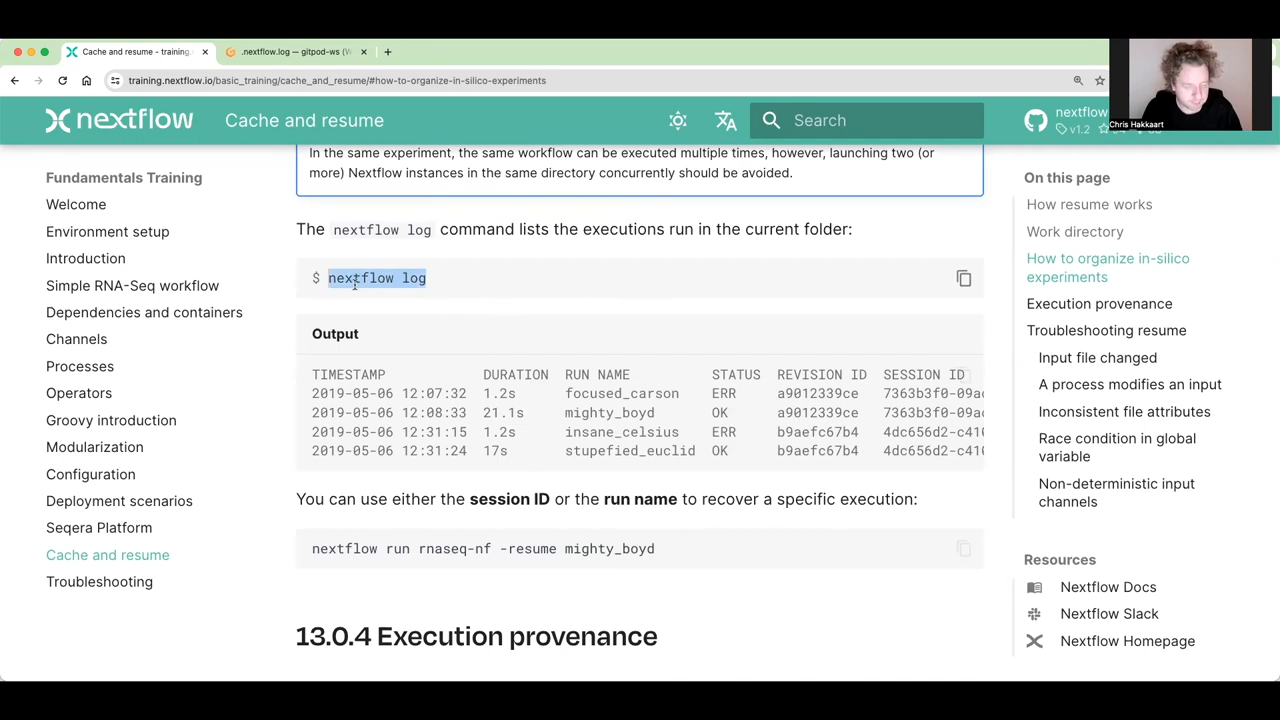 Cache and resume - training.
.nextflow.log — gitpod-ws (W
training.nextflow.io/basic_training/cache_and_resume/#how-to-organize-in-silico-experiments
Chris Hakkaart
nextflow
Cache and resume
Search
nextflow
v1.2
Fundamentals Training
Welcome
Environment setup
Introduction
Simple RNA-Seq workflow
Dependencies and containers
Channels
Processes
Operators
Groovy introduction
Modularization
Configuration
Deployment scenarios
Seqera Platform
Cache and resume
Troubleshooting
In the same experiment, the same workflow can be executed multiple times, however, launching two (or
more) Nextflow instances in the same directory concurrently should be avoided.
The nextflow log command lists the executions run in the current folder:
$ nextflow log
Output
TIMESTAMP DURATION RUN NAME STATUS REVISION ID SESSION ID
2019-05-06 12:07:32 1.2s focused_carson ERR a9012339ce 7363b3f0-09ac
2019-05-06 12:08:33 21.1s mighty_boyd OK a9012339ce 7363b3f0-09ac
2019-05-06 12:31:15 1.2s insane_celsius ERR b9aefc67b4 4dc656d2-c410
2019-05-06 12:31:24 17s stupefied_euclid OK b9aefc67b4 4dc656d2-c410
You can use either the session ID or the run name to recover a specific execution:
nextflow run rnaseq-nf -resume mighty_boyd
13.0.4 Execution provenance
On this page
How resume works
Work directory
How to organize in-silico
experiments
Execution provenance
Troubleshooting resume
Input file changed
A process modifies an input
Inconsistent file attributes
Race condition in global
variable
Non-deterministic input
channels
Resources
Nextflow Docs
Nextflow Slack
Nextflow Homepage